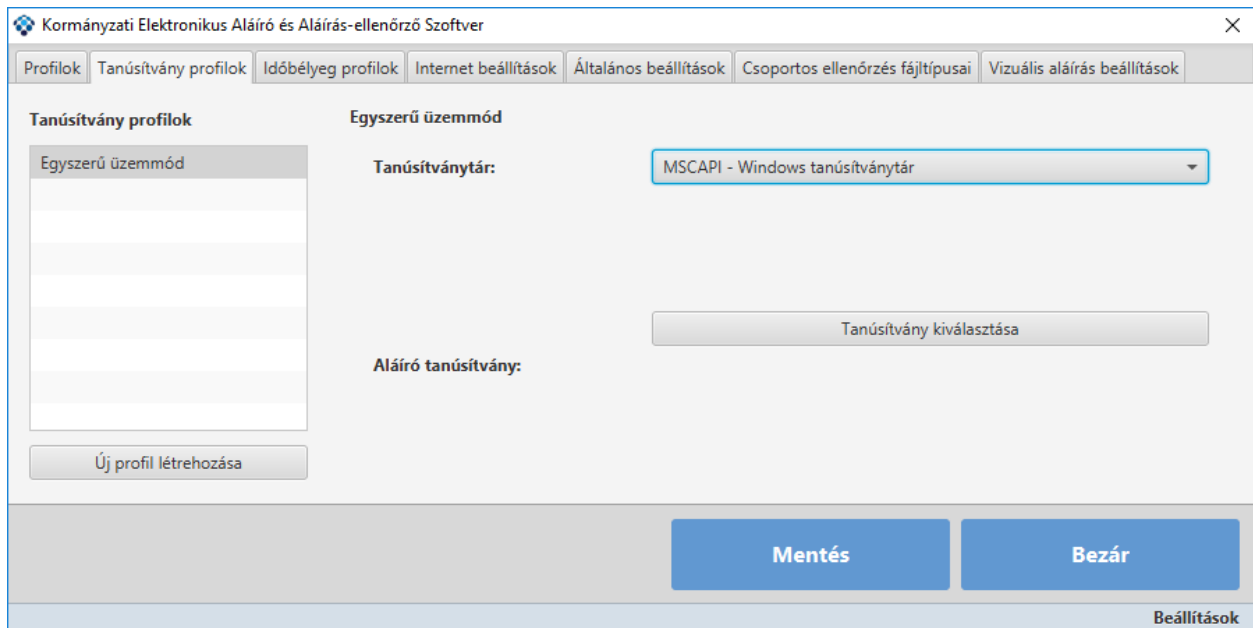 Kormányzati Elektronikus Aláíró és Aláírás-ellenőrző Szoftver
Profilok Tanúsítvány profilok Időbélyeg profilok Internet beállítások Általános beállítások Csoportos ellenőrzés fájltípusai Vizuális aláírás beállítások
Tanúsítvány profilok
Egyszerű üzemmód
Új profil létrehozása
Egyszerű üzemmód
Tanúsítványtár: MSCAPI - Windows tanúsítványtár
Tanúsítvány kiválasztása
Aláíró tanúsítvány:
Mentés Bezár
Beállítások